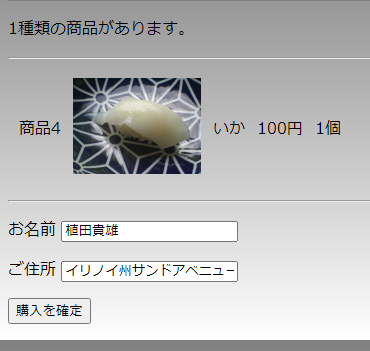 1種類の商品があります。
商品4 いか 100円 1個
お名前 植田貴雄
ご住所 イリノイ州サンドアベニュー
購入を確定